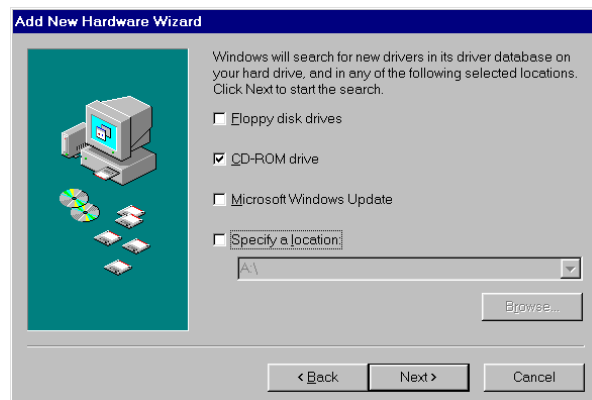 Add New Hardware Wizard
Windows will search for new drivers in its driver database on
your hard drive, and in any of the following selected locations.
Click Next to start the search.
Floppy disk drives
CD-ROM drive
Microsoft Windows Update
Specify a location:
A:\
Browse...
< Back
Next >
Cancel